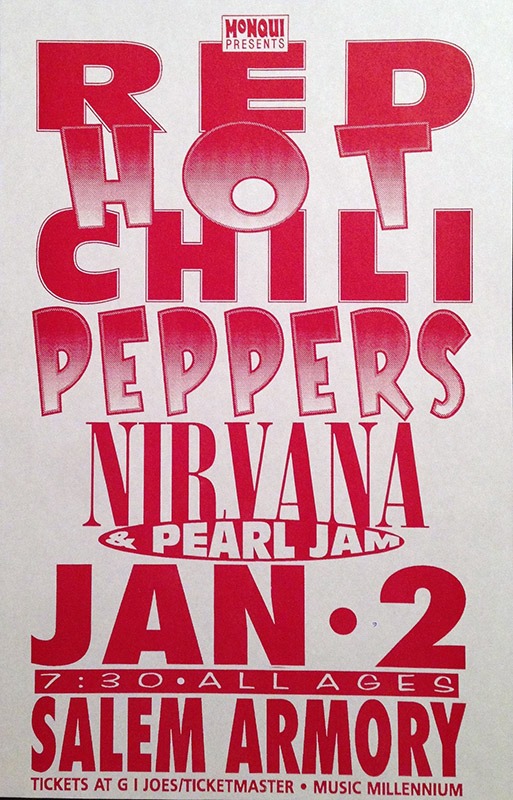 MONQUI
PRESENTS
RED
HOT
CHILI
PEPPERS
NIRVANA
& PEARL JAM
JAN • 2
7:30 • ALL AGES
SALEM ARMORY
TICKETS AT G I JOES/TICKETMASTER • MUSIC MILLENNIUM